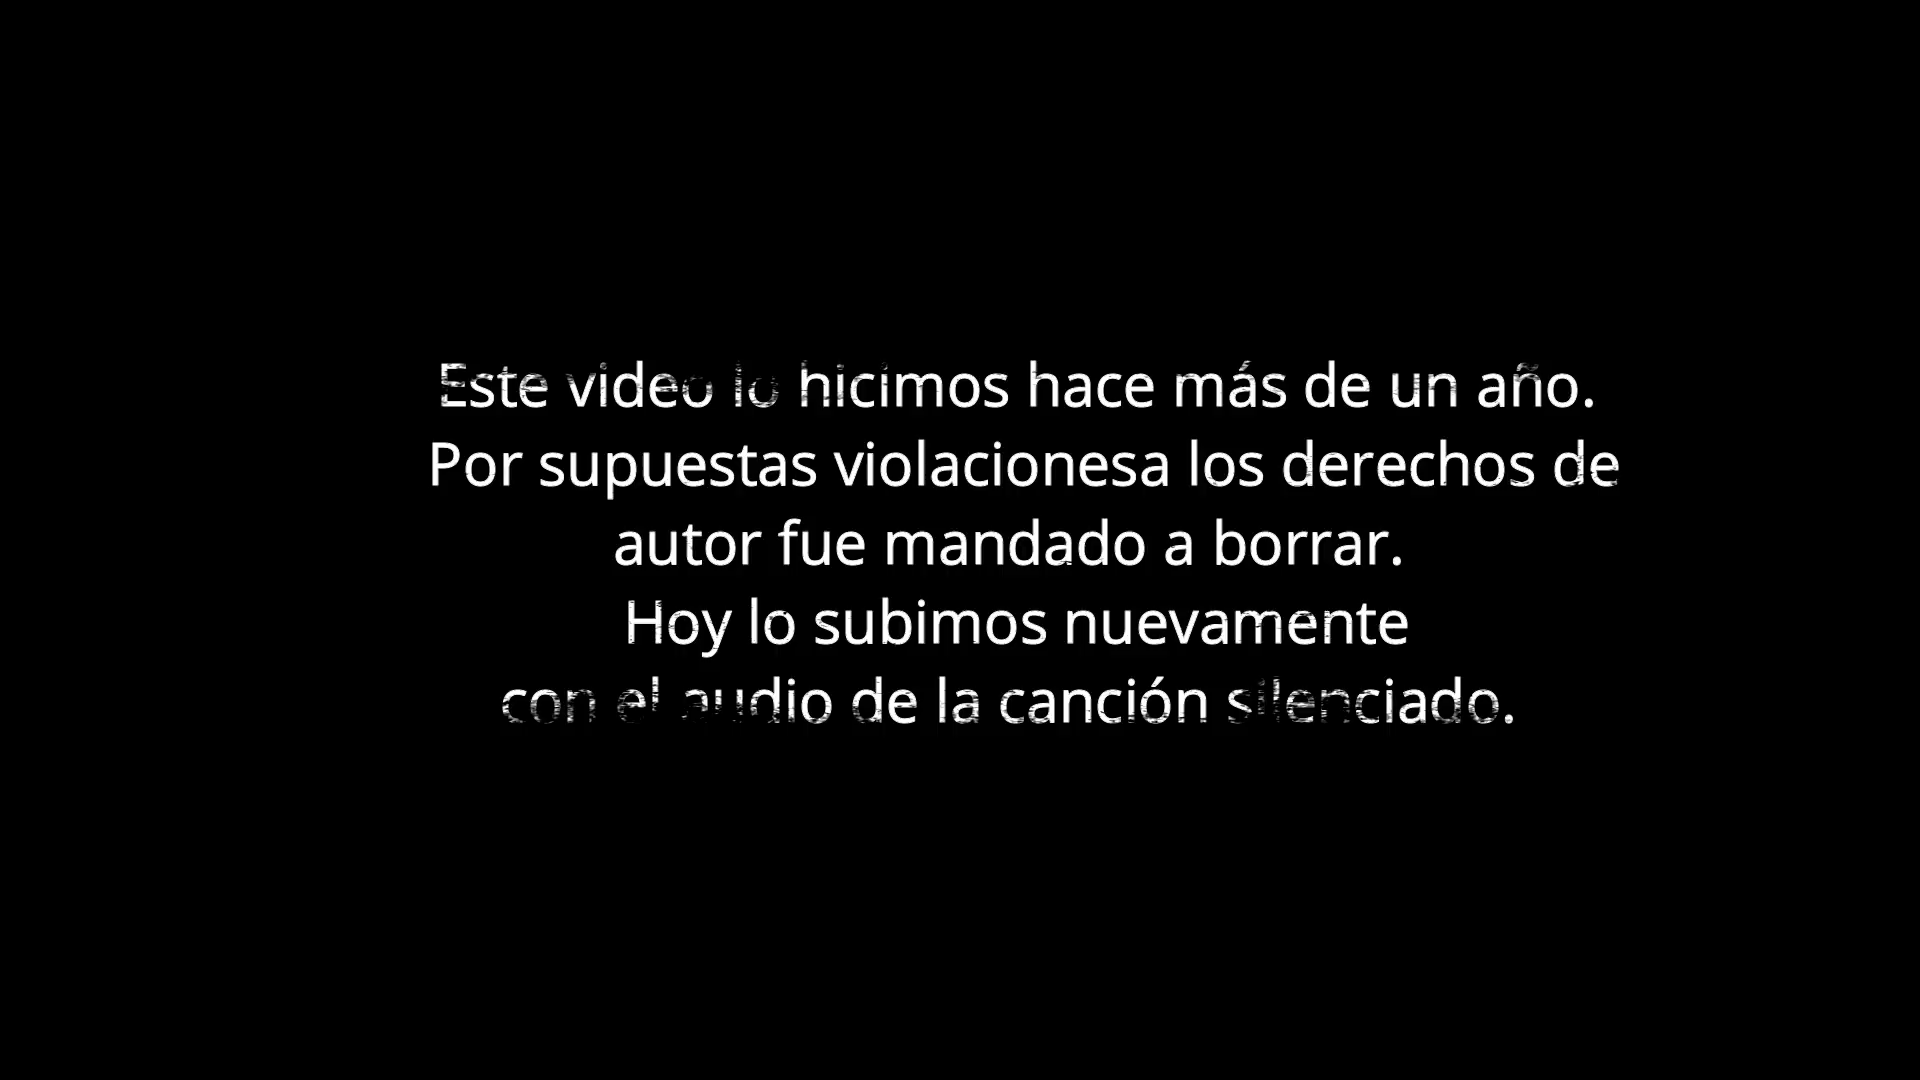 Este video lo hicimos hace más de un año.
Por supuestas violacionesa los derechos de
autor fue mandado a borrar.
Hoy lo subimos nuevamente
con el audio de la canción silenciado.